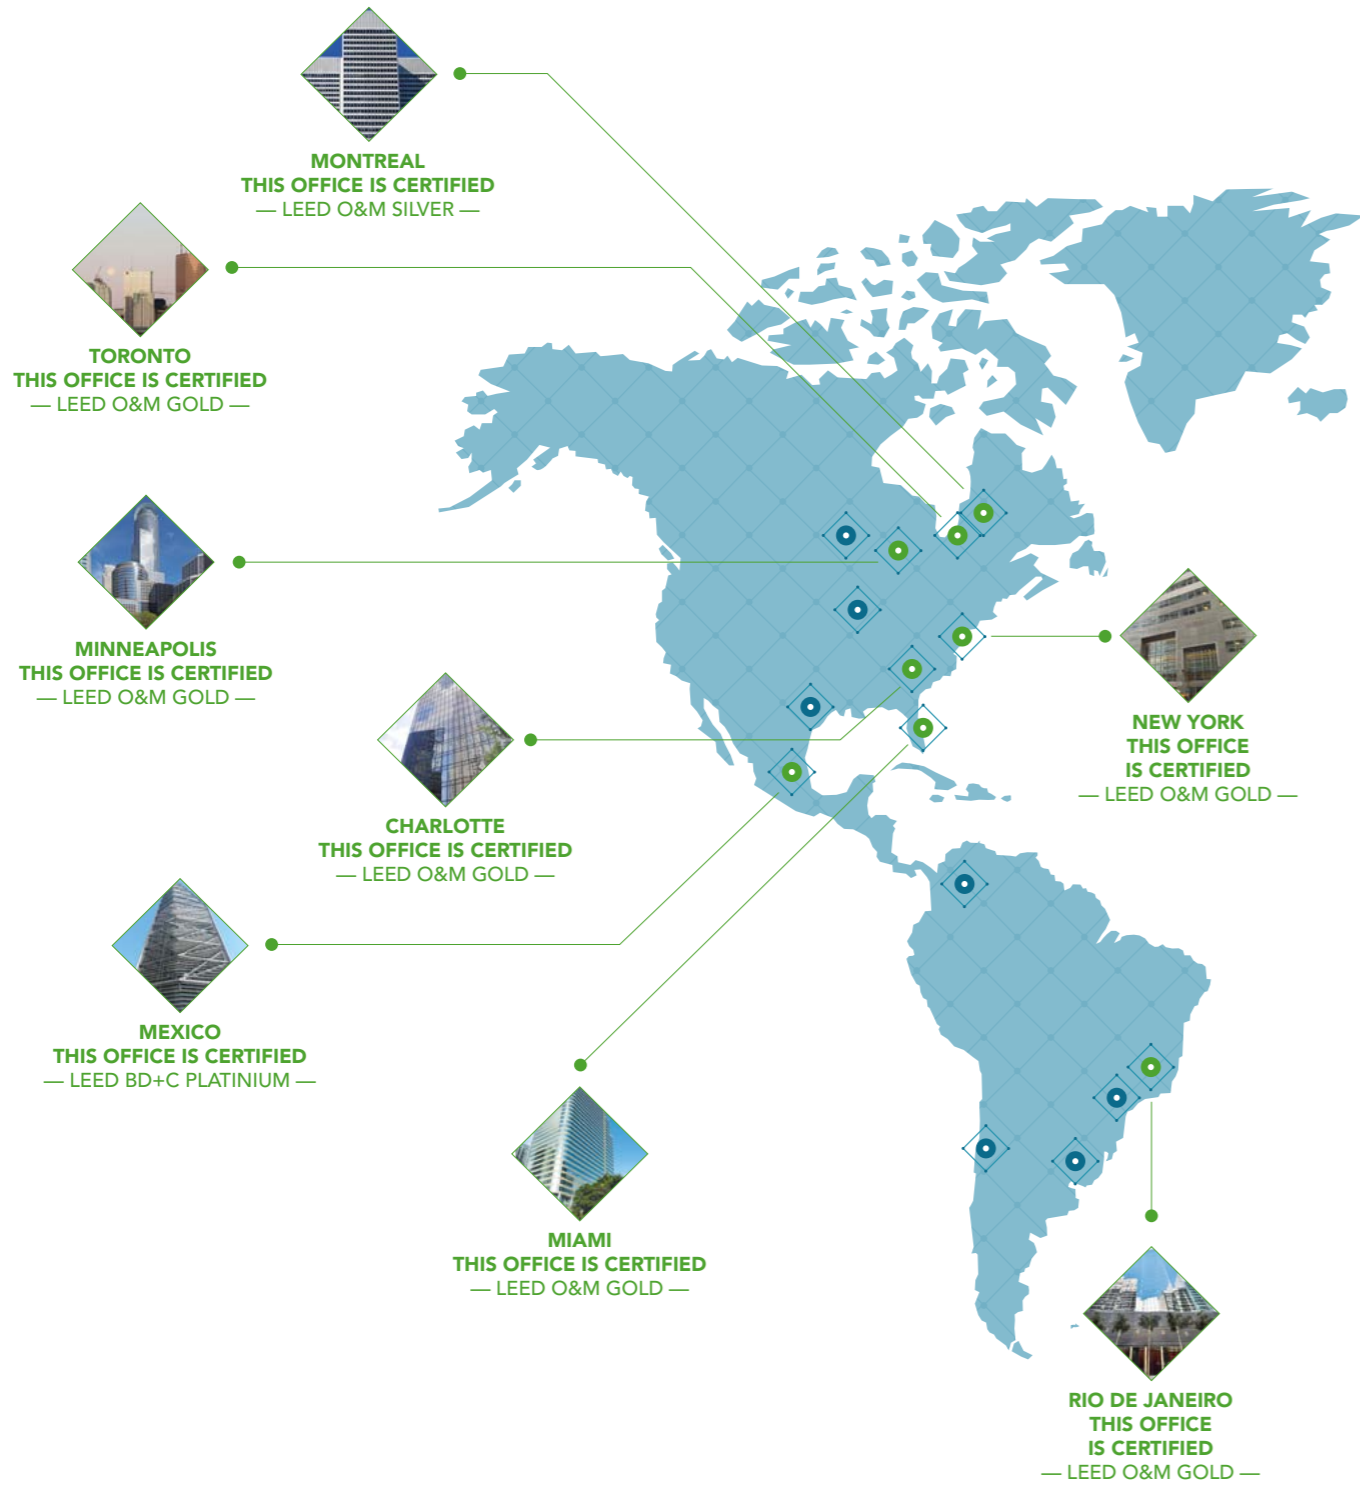 MONTREAL
THIS OFFICE IS CERTIFIED
— LEED O&M SILVER —
TORONTO
THIS OFFICE IS CERTIFIED
— LEED O&M GOLD —
MINNEAPOLIS
THIS OFFICE IS CERTIFIED
— LEED O&M GOLD —
NEW YORK
THIS OFFICE
IS CERTIFIED
— LEED O&M GOLD —
CHARLOTTE
THIS OFFICE IS CERTIFIED
— LEED O&M GOLD —
MEXICO
THIS OFFICE IS CERTIFIED
— LEED BD+C PLATINIUM —
MIAMI
THIS OFFICE IS CERTIFIED
— LEED O&M GOLD —
RIO DE JANEIRO
THIS OFFICE
IS CERTIFIED
— LEED O&M GOLD —